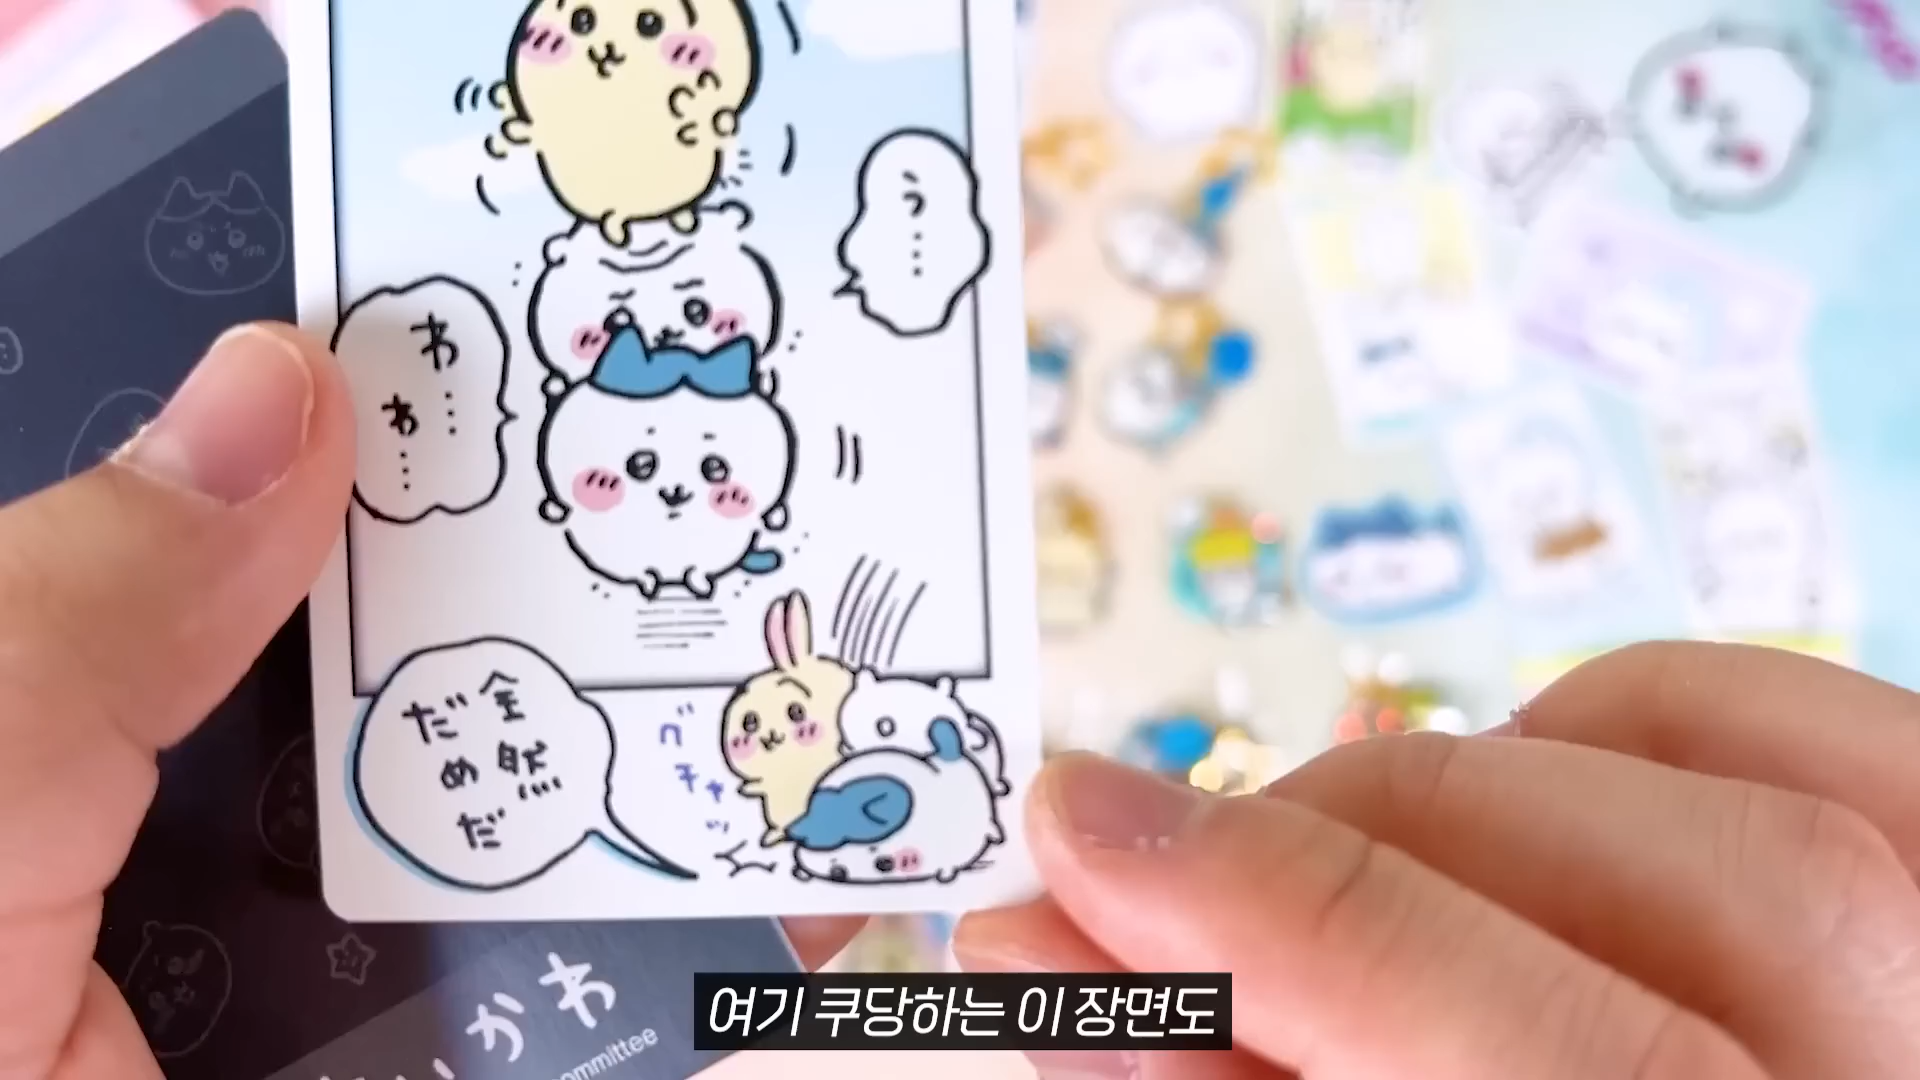 う…
わ…
わ…
全然
だめだ
グチャッ
いかわ
committee
여기 쿠당하는 이 장면도